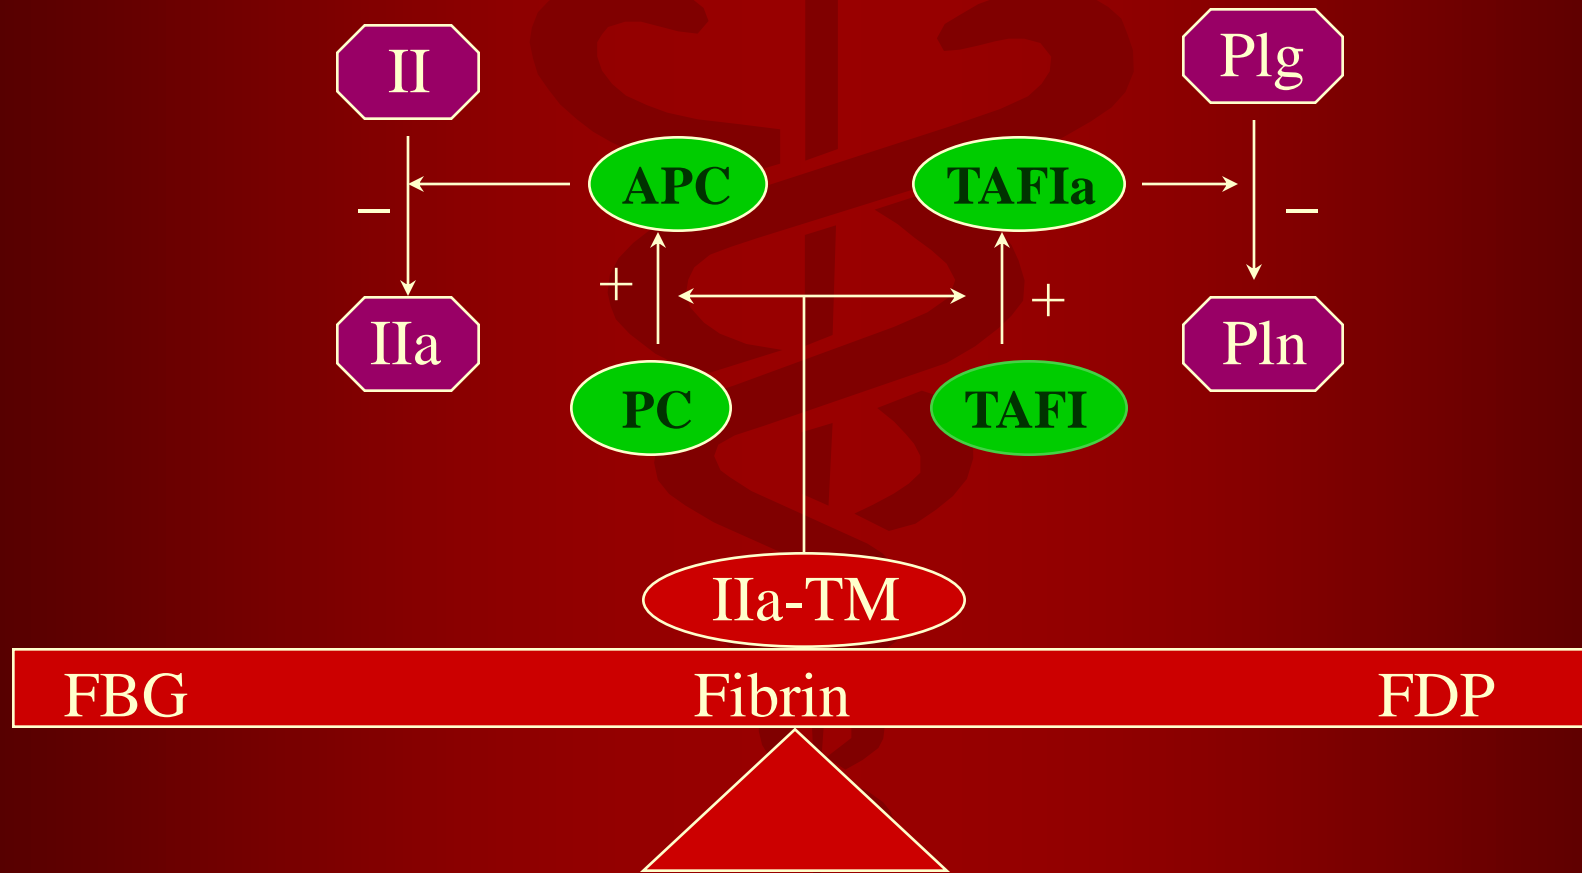 II
Plg
APC
TAFIa
–
–
+
+
IIa
Pln
PC
TAFI
IIa-TM
FBG
Fibrin
FDP